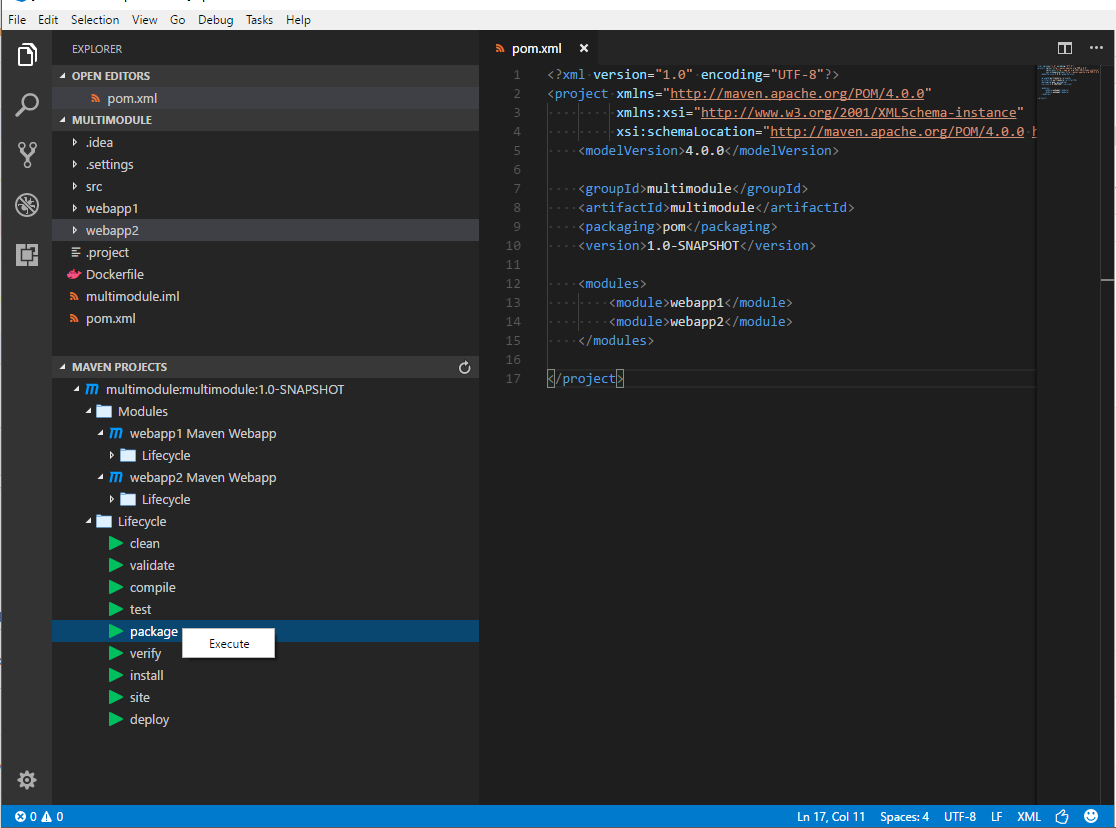 File Edit Selection View Go Debug Tasks Help
EXPLORER
OPEN EDITORS
pom.xml
MULTIMODULE
.idea
.settings
src
webapp1
webapp2
.project
Dockerfile
multimodule.iml
pom.xml
MAVEN PROJECTS
multimodule:multimodule:1.0-SNAPSHOT
Modules
webapp1 Maven Webapp
Lifecycle
webapp2 Maven Webapp
Lifecycle
Lifecycle
clean
validate
compile
test
package
Execute
verify
install
site
deploy
pom.xml
1 <?xml version="1.0" encoding="UTF-8"?>
2 <project xmlns="http://maven.apache.org/POM/4.0.0"
3 xmlns:xsi="http://www.w3.org/2001/XMLSchema-instance"
4 xsi:schemaLocation="http://maven.apache.org/POM/4.0.0 h
5 <modelVersion>4.0.0</modelVersion>
6
7 <groupId>multimodule</groupId>
8 <artifactId>multimodule</artifactId>
9 <packaging>pom</packaging>
10 <version>1.0-SNAPSHOT</version>
11
12 <modules>
13 <module>webapp1</module>
14 <module>webapp2</module>
15 </modules>
16
17 </project>
0 0 Ln 17, Col 11 Spaces: 4 UTF-8 LF XML